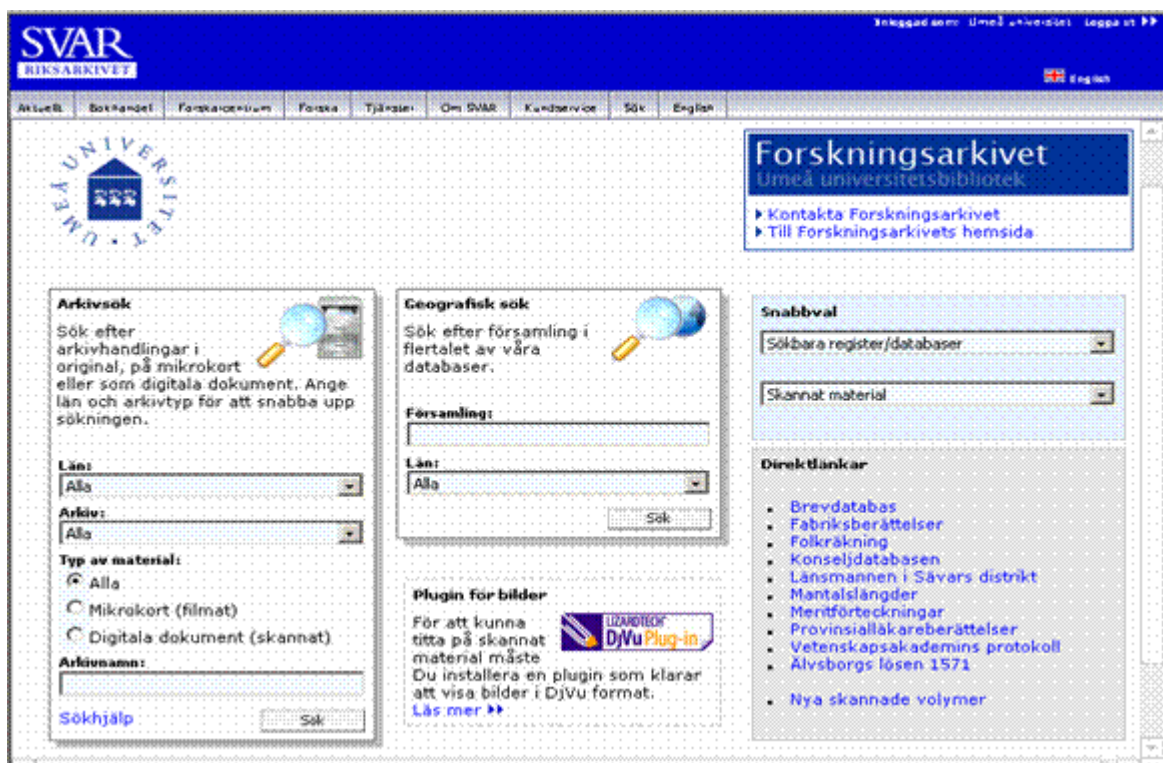 Inloggad som: Umeå universitet Logga ut
SVAR
RIKSARKIVET
English
Aktuellt Bokhandel Forskarcentrum Forska Tjänster Om SVAR Kundservice Sök English
UMEÅ UNIVERSITET
Forskningsarkivet
Umeå universitetsbibliotek
Kontakta Forskningsarkivet
Till Forskningsarkivets hemsida
Arkivsök
Sök efter
arkivhandlingar i
original, på mikrokort
eller som digitala dokument. Ange
län och arkivtyp för att snabba upp
sökningen.
Län:
Alla
Arkiv:
Alla
Typ av material:
Alla
Mikrokort (filmat)
Digitala dokument (skannat)
Arkivnamn:
Sökhjälp
Sök
Geografisk sök
Sök efter församling i
flertalet av våra
databaser.
Församling:
Län:
Alla
Sök
Plugin för bilder
För att kunna
titta på skannat
material måste
Du installera en plugin som klarar
att visa bilder i DjVu format.
Läs mer
LIZARDTECH
DjVu Plug-in
Snabbval
Sökbara register/databaser
Skannat material
Direktlänkar
Brevdatabas
Fabriksberättelser
Folkräkning
Konseljdatabasen
Länsmannen i Sävars distrikt
Mantalslängder
Meritförteckningar
Provinsialläkareberättelser
Vetenskapsakademins protokoll
Älvsborgs lösen 1571
Nya skannade volymer